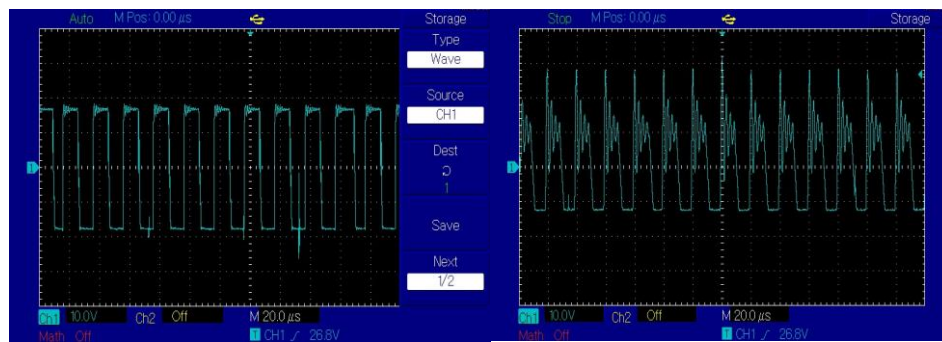 Auto M Pos: 0.00 µs Storage
Type
Wave
Source
CH1
Dest
1
Save
Next
1/2
1
Ch1 10.0V Ch2 Off M 20.0 µs
Math Off T CH1 26.8V
Stop M Pos: 0.00 µs Storage
1
Ch1 10.0V Ch2 Off M 20.0 µs
Math Off T CH1 26.8V